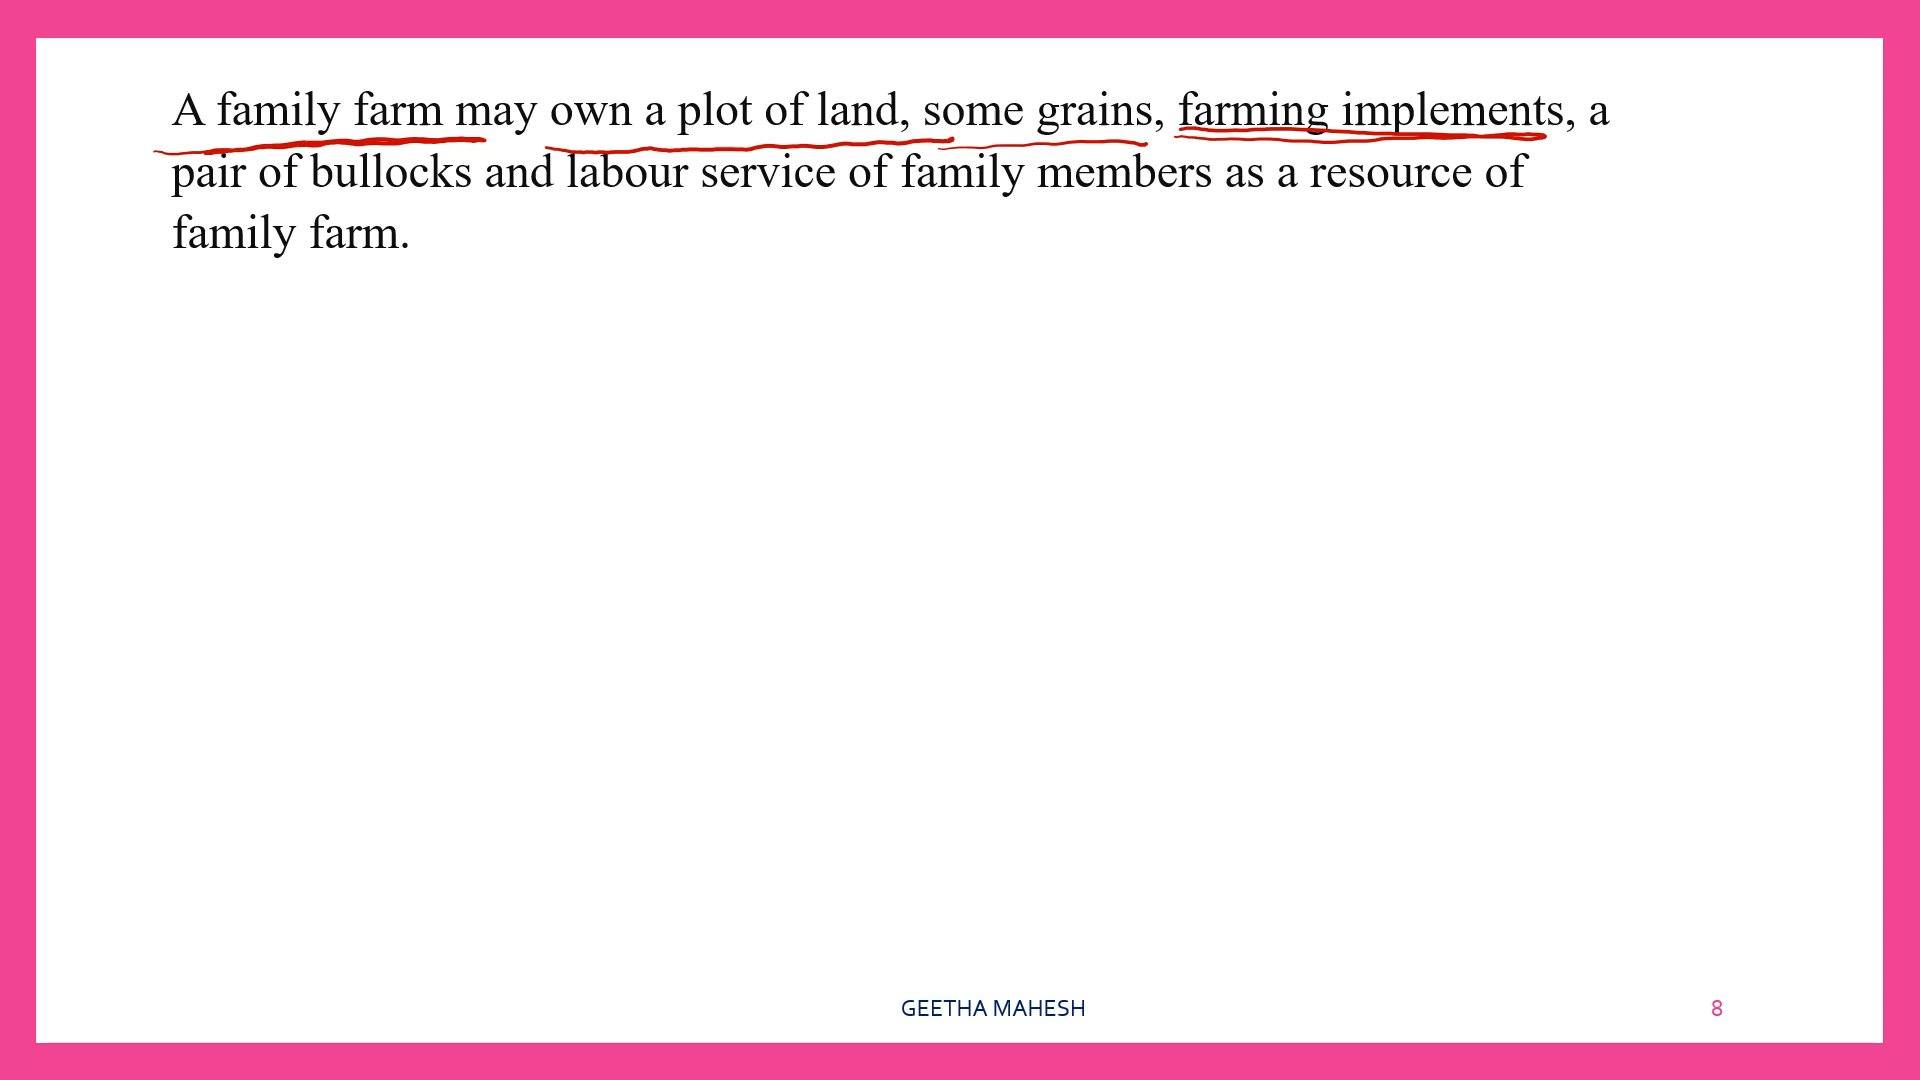 A family farm may own a plot of land, some grains, farming implements, a
pair of bullocks and labour service of family members as a resource of
family farm.
GEETHA MAHESH
8